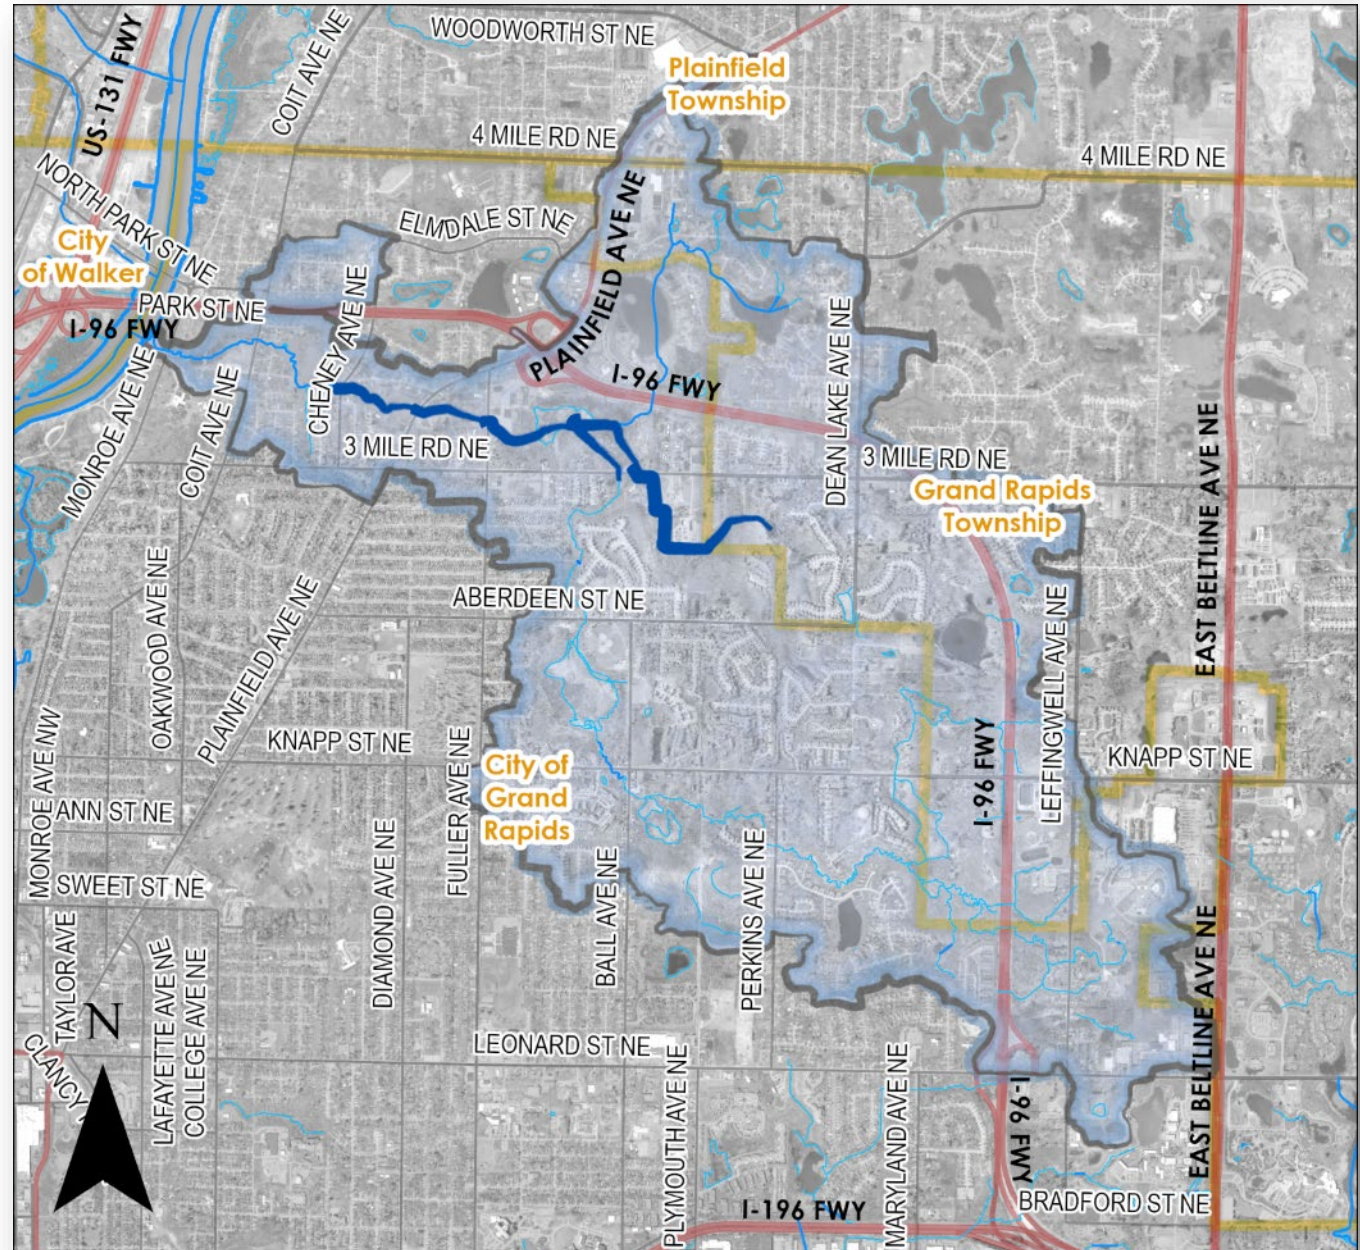 WOODWORTH ST NE
US-131 FWY
COIT AVE NE
Plainfield
Township
4 MILE RD NE
4 MILE RD NE
NORTH PARK ST NE
ELMDALE ST NE
PLAINFIELD AVE NE
City
of Walker
PARK ST NE
I-96 FWY
CHENEY AVE NE
DEAN LAKE AVE NE
I-96 FWY
MONROE AVE NE
COIT AVE NE
3 MILE RD NE
3 MILE RD NE
Grand Rapids
Township
EAST BELTLINE AVE NE
OAKWOOD AVE NE
PLAINFIELD AVE NE
ABERDEEN ST NE
LEFFINGWELL AVE NE
MONROE AVE NW
KNAPP ST NE
FULLER AVE NE
City of
Grand
Rapids
I-96 FWY
KNAPP ST NE
ANN ST NE
DIAMOND AVE NE
SWEET ST NE
BALL AVE NE
PERKINS AVE NE
TAYLOR AVE
LAFAYETTE AVE NE
COLLEGE AVE NE
EAST BELTLINE AVE NE
N
CLANCY
LEONARD ST NE
PLYMOUTH AVE NE
MARYLAND AVE NE
I-96 FWY
I-196 FWY
BRADFORD ST NE